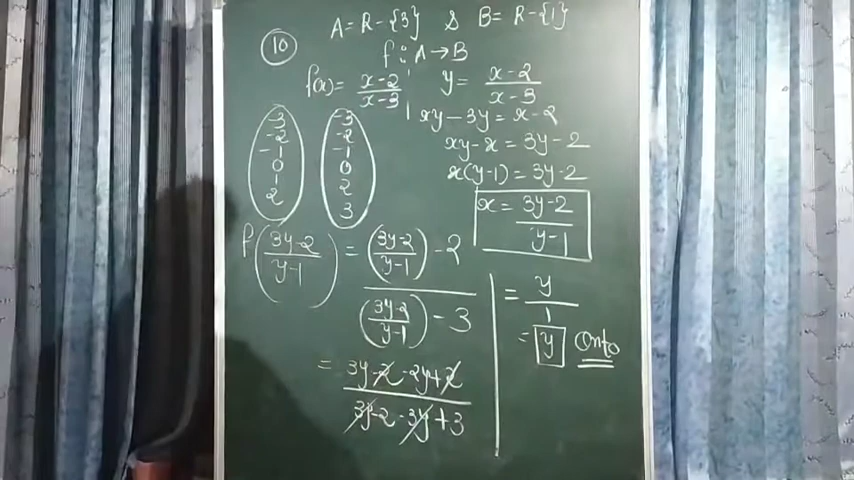 10
A = R - {3} & B = R - {1}
f : A → B
f(x) = x-2 / x-3
y = x-2 / x-3
xy - 3y = x - 2
xy - x = 3y - 2
x(y-1) = 3y-2
x = 3y-2 / y-1
-3 -2 -1 0 1 2
-3 -2 -1 0 2 3
f(3y-2 / y-1) = (3y-2 / y-1) - 2 / (3y-2 / y-1) - 3
= 3y-2-2y+2 / 3y-2-3y+3
= y / 1
= y Onto